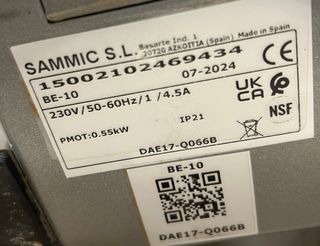 SAMMIC S.L. Basarte Ind. 1
20720 AZKOITIA (Spain) Made in Spain
15002102469434
BE-10 07-2024
230V/50-60Hz/1/4.5A
PMOT:0.55kW IP21
DAE17-Q066B
CE
UK
CA
NSF
BE-10
DAE17-Q066B